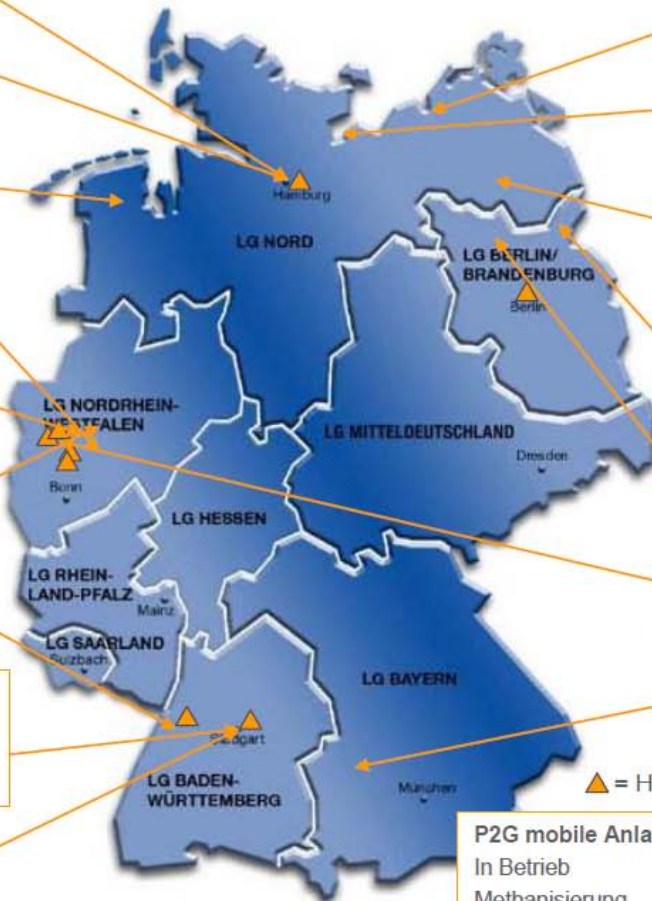 Hamburg
LG NORD
LG BERLIN/
BRANDENBURG
Berlin
LG NORDRHEIN-
WESTFALEN
LG MITTELDEUTSCHLAND
Dresden
Bonn
LG HESSEN
LG RHEIN-
LAND-PFALZ
Mainz
LG SAARLAND
Sulzbach
LG BAYERN
Stuttgart
LG BADEN-
WÜRTTEMBERG
München
= H
P2G mobile Anla
In Betrieb
Methanisierung